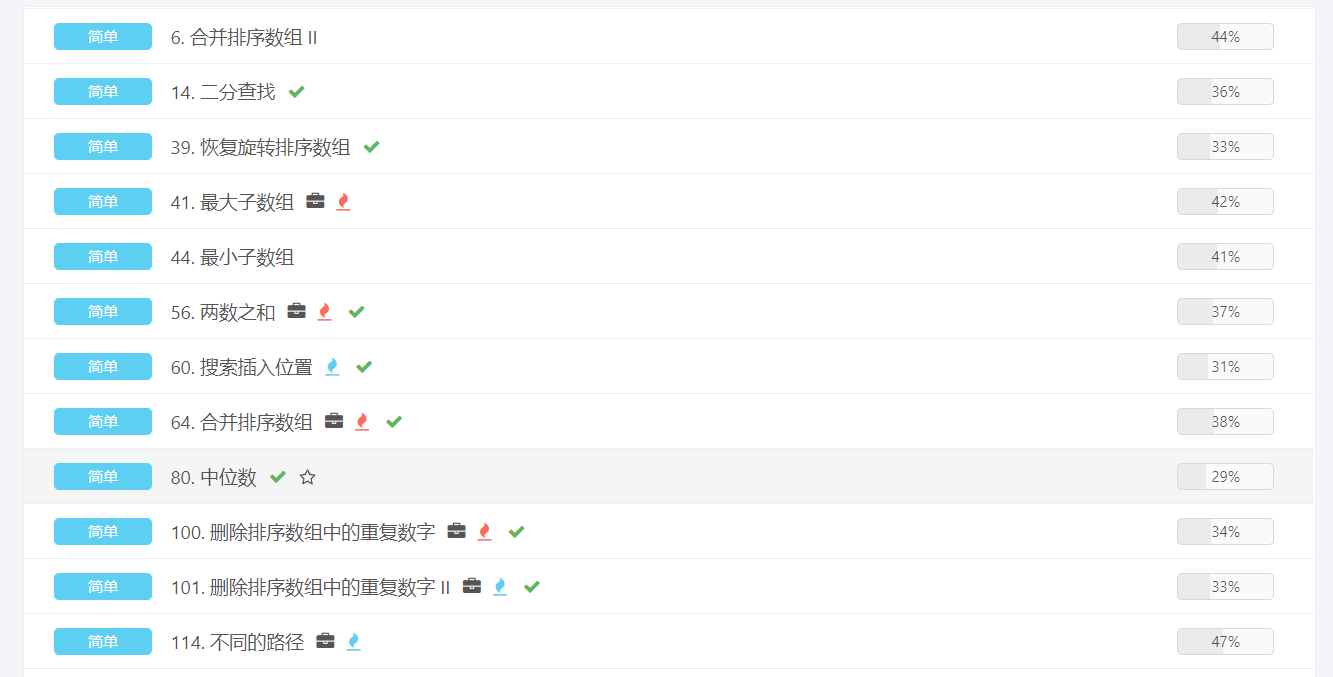 简单 6. 合并排序数组 II 44%
简单 14. 二分查找 36%
简单 39. 恢复旋转排序数组 33%
简单 41. 最大子数组 42%
简单 44. 最小子数组 41%
简单 56. 两数之和 37%
简单 60. 搜索插入位置 31%
简单 64. 合并排序数组 38%
简单 80. 中位数 29%
简单 100. 删除排序数组中的重复数字 34%
简单 101. 删除排序数组中的重复数字 II 33%
简单 114. 不同的路径 47%